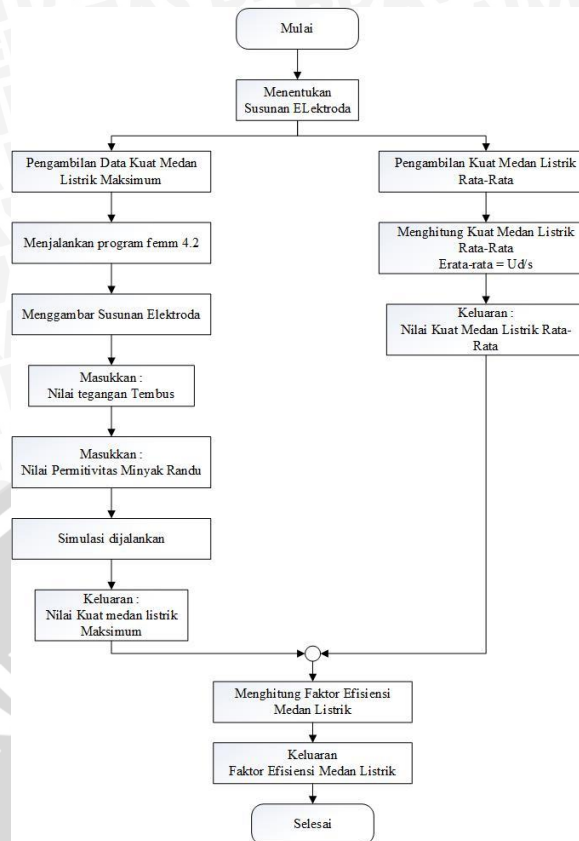 Mulai
Menentukan
Susunan ELektroda
Pengambilan Data Kuat Medan
Listrik Maksimum
Menjalankan program femm 4.2
Menggambar Susunan Elektroda
Masukkan :
Nilai tegangan Tembus
Masukkan :
Nilai Permitivitas Minyak Randu
Simulasi dijalankan
Keluaran :
Nilai Kuat medan listrik
Maksimum
Pengambilan Kuat Medan Listrik
Rata-Rata
Menghitung Kuat Medan Listrik
Rata-Rata
Erata-rata = Ud/s
Keluaran :
Nilai Kuat Medan Listrik Rata-
Rata
Menghitung Faktor Efisiensi
Medan Listrik
Keluaran
Faktor Efisiensi Medan Listrik
Selesai